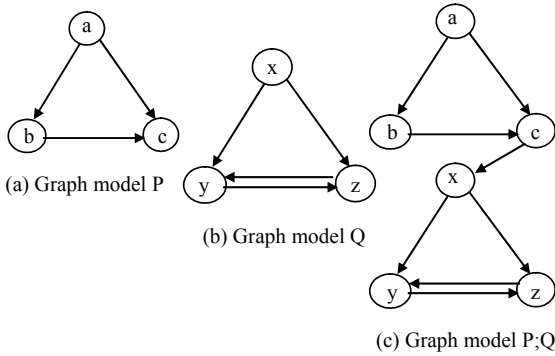 a
b
c
(a) Graph model P
x
y
z
(b) Graph model Q
a
b
c
x
y
z
(c) Graph model P;Q